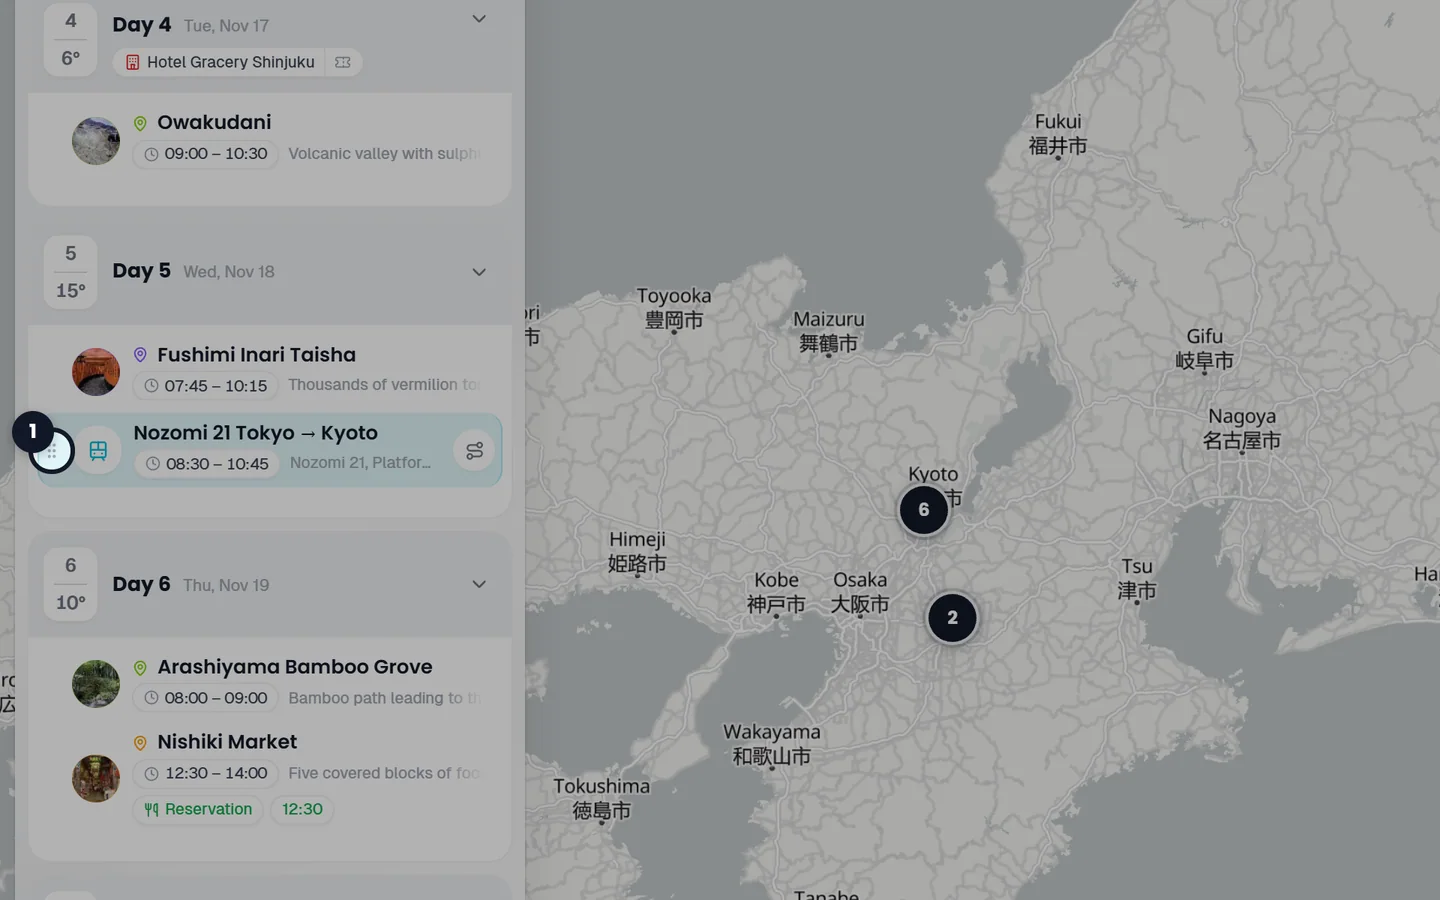 4
6°
Day 4 Tue, Nov 17
Hotel Gracery Shinjuku
Owakudani
09:00 – 10:30 Volcanic valley with sulph
5
15°
Day 5 Wed, Nov 18
Fushimi Inari Taisha
07:45 – 10:15 Thousands of vermilion
1
Nozomi 21 Tokyo → Kyoto
08:30 – 10:45 Nozomi 21, Platfor...
6
10°
Day 6 Thu, Nov 19
Arashiyama Bamboo Grove
08:00 – 09:00 Bamboo path leading to
Nishiki Market
12:30 – 14:00 Five covered blocks of
Reservation 12:30
Fukui
福井市
Toyooka
豊岡市
Maizuru
舞鶴市
Gifu
岐阜市
Nagoya
名古屋市
Kyoto
市
6
Himeji
姫路市
Kobe
神戸市
Osaka
大阪市
2
Tsu
津市
Wakayama
和歌山市
Tokushima
徳島市
Tanabe